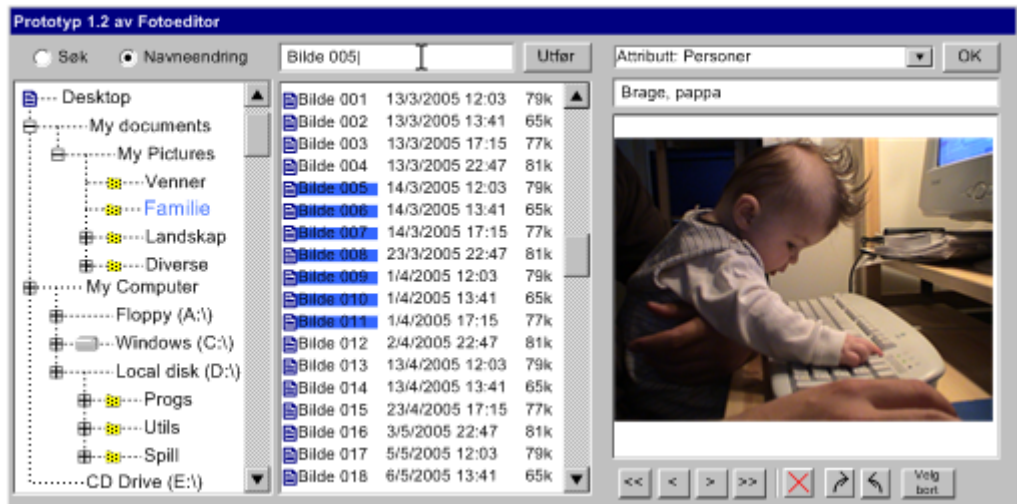 Prototyp 1.2 av Fotoeditor
Søk Navneendring Bilde 005 Utfør Attributt: Personer OK
Brage, pappa
Desktop
My documents
My Pictures
Venner
Familie
Landskap
Diverse
My Computer
Floppy (A:\)
Windows (C:\)
Local disk (D:\)
Progs
Utils
Spill
CD Drive (E:\)
Bilde 001 13/3/2005 12:03 79k
Bilde 002 13/3/2005 13:41 65k
Bilde 003 13/3/2005 17:15 77k
Bilde 004 13/3/2005 22:47 81k
Bilde 005 14/3/2005 12:03 79k
Bilde 006 14/3/2005 13:41 65k
Bilde 007 14/3/2005 17:15 77k
Bilde 008 23/3/2005 22:47 81k
Bilde 009 1/4/2005 12:03 79k
Bilde 010 1/4/2005 13:41 65k
Bilde 011 1/4/2005 17:15 77k
Bilde 012 2/4/2005 22:47 81k
Bilde 013 13/4/2005 12:03 79k
Bilde 014 13/4/2005 13:41 65k
Bilde 015 23/4/2005 17:15 77k
Bilde 016 3/5/2005 22:47 81k
Bilde 017 5/5/2005 12:03 79k
Bilde 018 6/5/2005 13:41 65k
<< < > >> Velg
bort